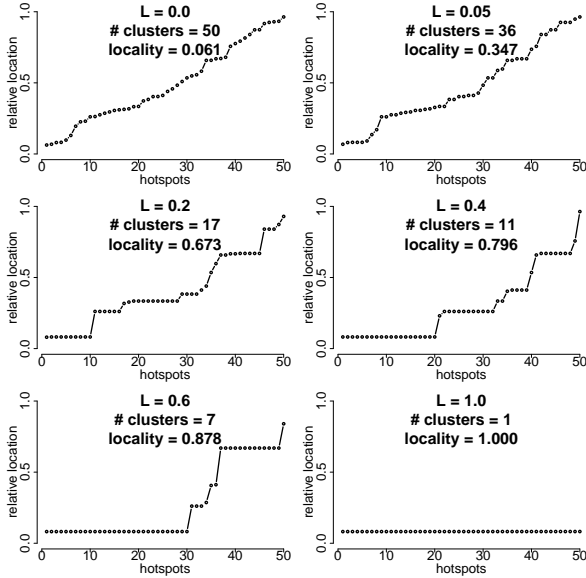 L = 0.0
# clusters = 50
locality = 0.061
relative location
0.0
0.5
1.0
0
10
20
30
40
50
hotspots
L = 0.05
# clusters = 36
locality = 0.347
relative location
0.0
0.5
1.0
0
10
20
30
40
50
hotspots
L = 0.2
# clusters = 17
locality = 0.673
relative location
0.0
0.5
1.0
0
10
20
30
40
50
hotspots
L = 0.4
# clusters = 11
locality = 0.796
relative location
0.0
0.5
1.0
0
10
20
30
40
50
hotspots
L = 0.6
# clusters = 7
locality = 0.878
relative location
0.0
0.5
1.0
0
10
20
30
40
50
hotspots
L = 1.0
# clusters = 1
locality = 1.000
relative location
0.0
0.5
1.0
0
10
20
30
40
50
hotspots